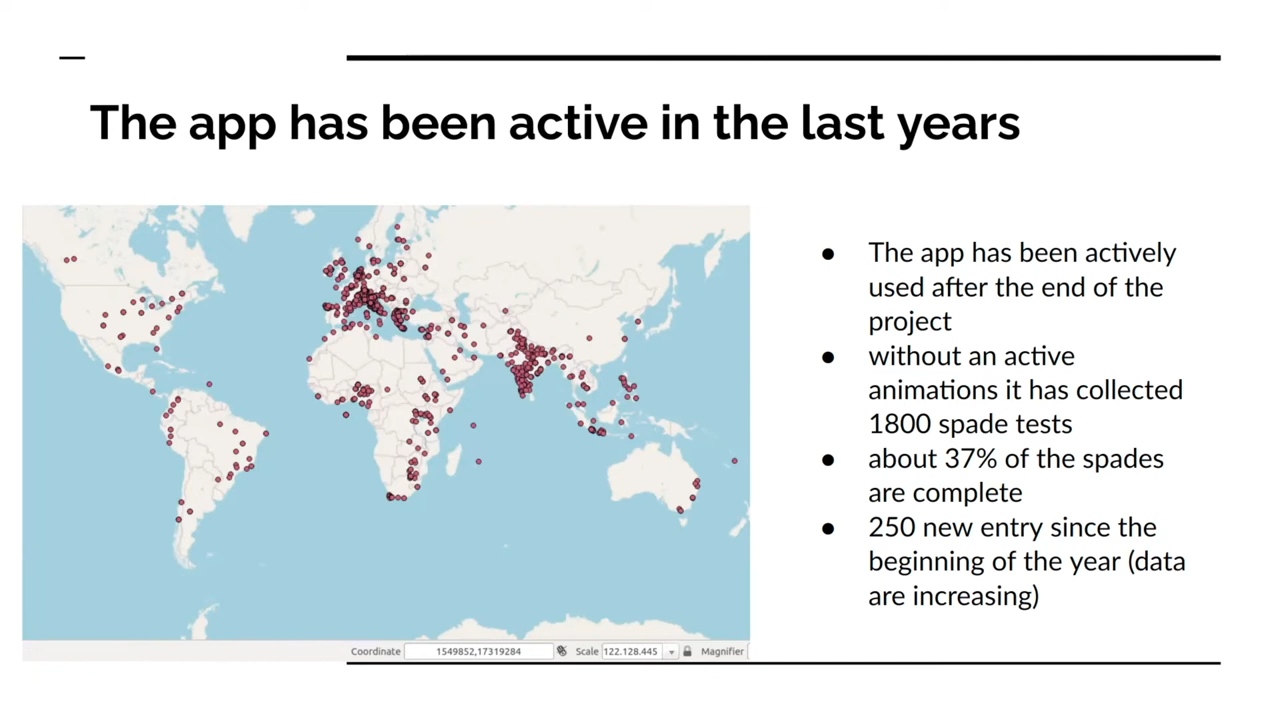 The app has been active in the last years
● The app has been actively
used after the end of the
project
● without an active
animations it has collected
1800 spade tests
● about 37% of the spades
are complete
● 250 new entry since the
beginning of the year (data
are increasing)
Coordinate 1549852,17319284 Scale 122.128.445 Magnifier